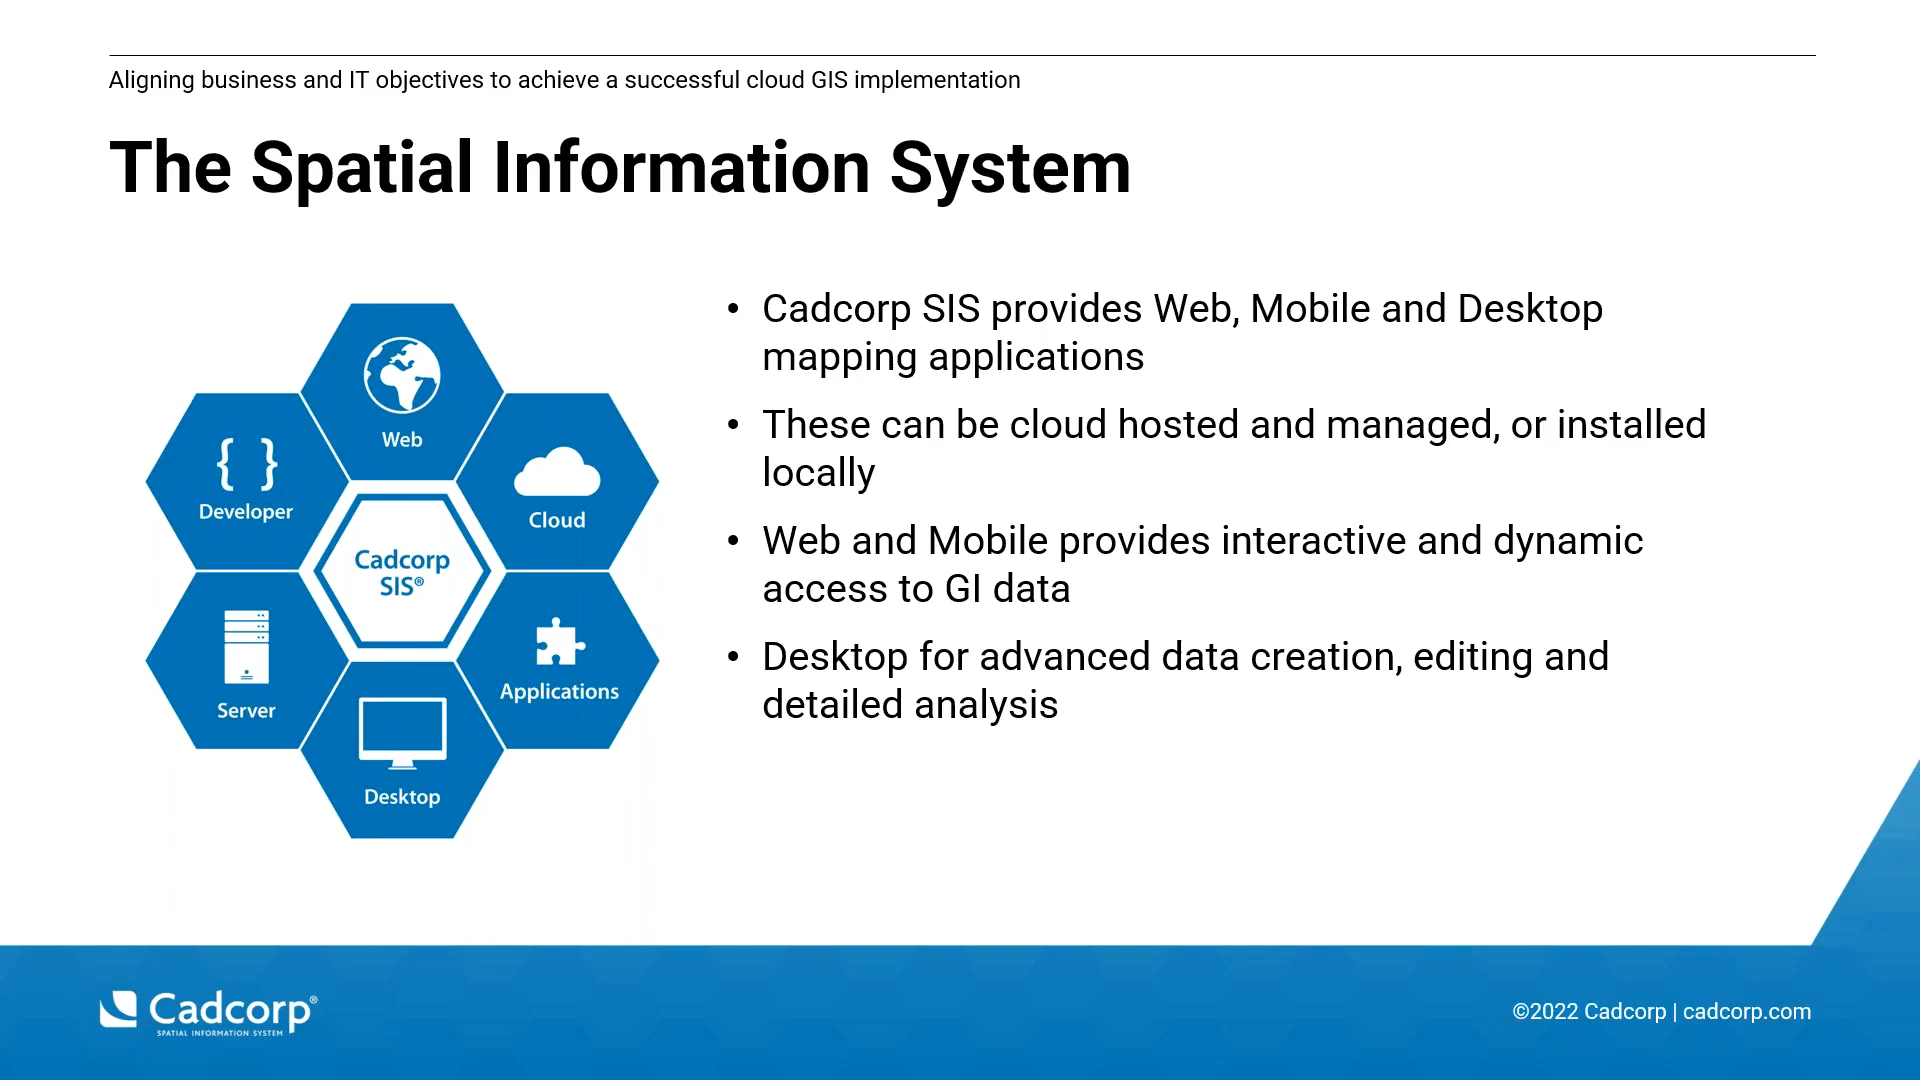 Aligning business and IT objectives to achieve a successful cloud GIS implementation
The Spatial Information System
Web
Developer
Cloud
Cadcorp
SIS®
Server
Applications
Desktop
• Cadcorp SIS provides Web, Mobile and Desktop
mapping applications
• These can be cloud hosted and managed, or installed
locally
• Web and Mobile provides interactive and dynamic
access to GI data
• Desktop for advanced data creation, editing and
detailed analysis
Cadcorp®
SPATIAL INFORMATION SYSTEM
©2022 Cadcorp | cadcorp.com